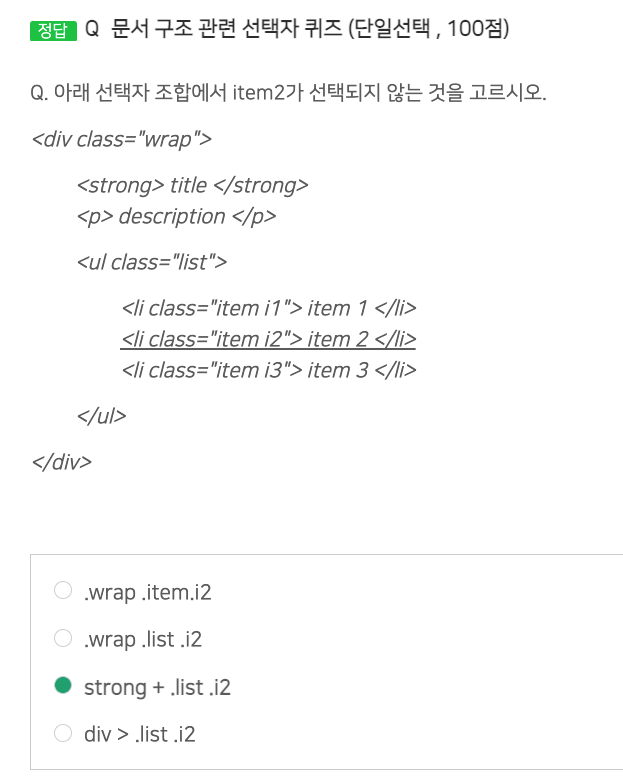 정답 Q 문서 구조 관련 선택자 퀴즈 (단일선택 , 100점)
Q. 아래 선택자 조합에서 item2가 선택되지 않는 것을 고르시오.
<div class="wrap">
<strong> title </strong>
<p> description </p>
<ul class="list">
<li class="item i1"> item 1 </li>
<li class="item i2"> item 2 </li>
<li class="item i3"> item 3 </li>
</ul>
</div>
.wrap .item.i2
.wrap .list .i2
strong + .list .i2
div > .list .i2